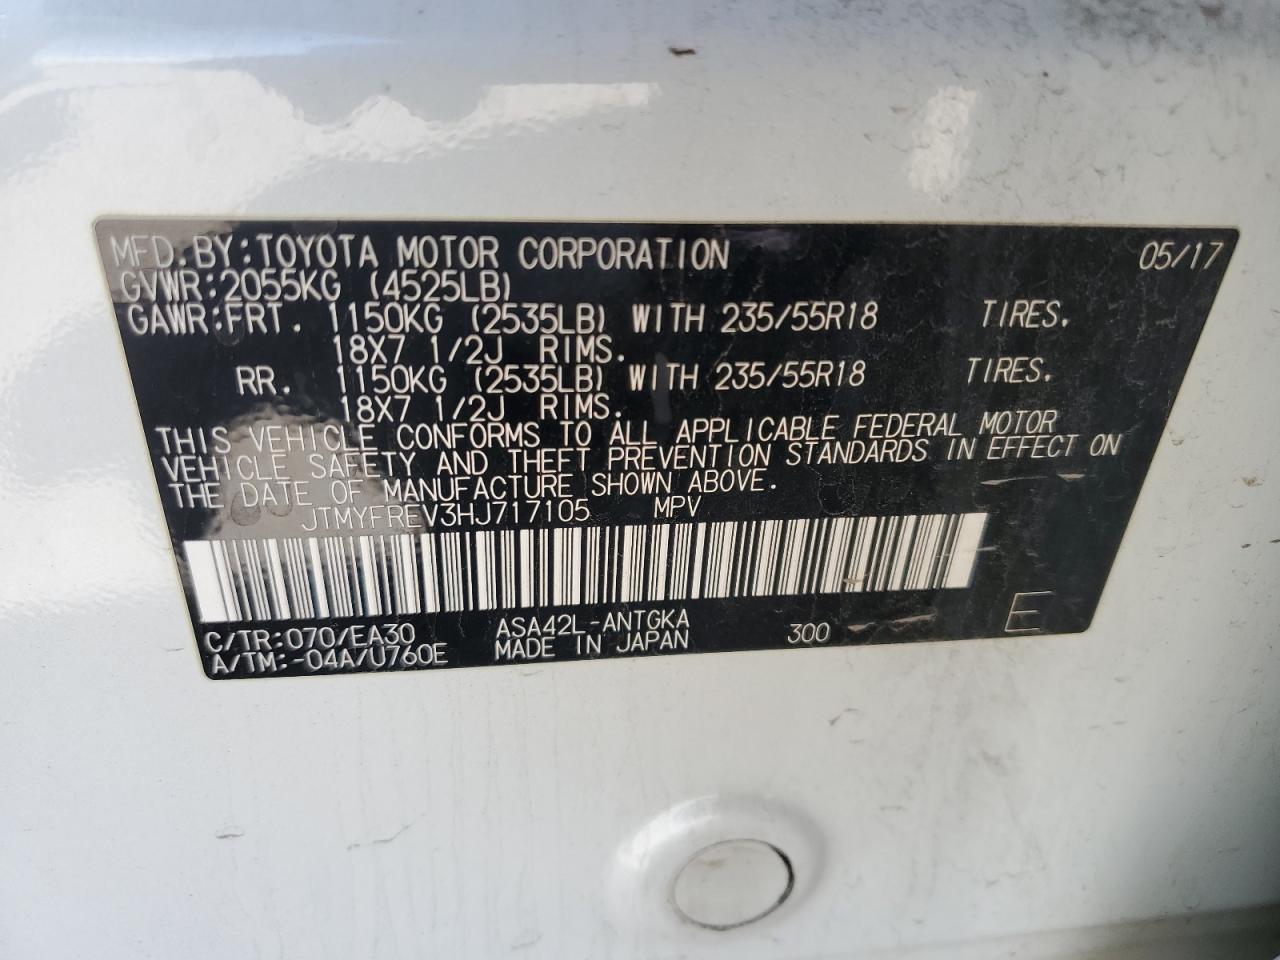 MFD.BY:TOYOTA MOTOR CORPORATION 05/17
GVWR:2055KG (4525LB)
GAWR:FRT. 1150KG (2535LB) WITH 235/55R18 TIRES.
18X7 1/2J RIMS.
RR. 1150KG (2535LB) WITH 235/55R18 TIRES.
18X7 1/2J RIMS.
THIS VEHICLE CONFORMS TO ALL APPLICABLE FEDERAL MOTOR
VEHICLE SAFETY AND THEFT PREVENTION STANDARDS IN EFFECT ON
THE DATE OF MANUFACTURE SHOWN ABOVE.
JTMYFREV3HJ717105 MPV
C/TR:070/EA30 ASA42L-ANTGKA 300 E
A/TM:-04A/U760E MADE IN JAPAN